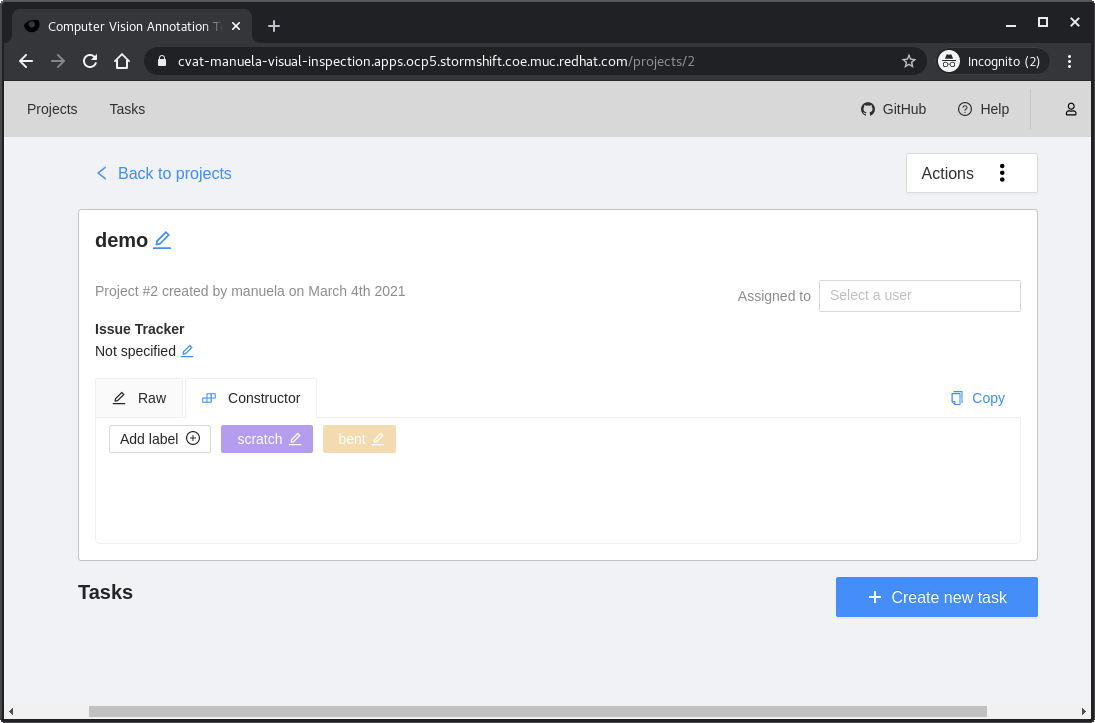 Computer Vision Annotation T
cvat-manuela-visual-inspection.apps.ocp5.stormshift.coe.muc.redhat.com/projects/2
Incognito (2)
Projects Tasks GitHub Help
Back to projects
Actions
demo
Project #2 created by manuela on March 4th 2021
Assigned to Select a user
Issue Tracker
Not specified
Raw Constructor Copy
Add label scratch bent
Tasks
Create new task